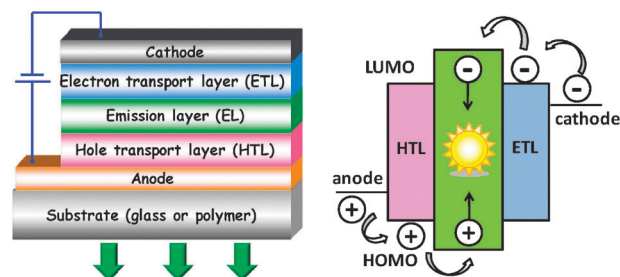 Cathode
Electron transport layer (ETL)
Emission layer (EL)
Hole transport layer (HTL)
Anode
Substrate (glass or polymer)
LUMO
cathode
HTL
ETL
anode
HOMO